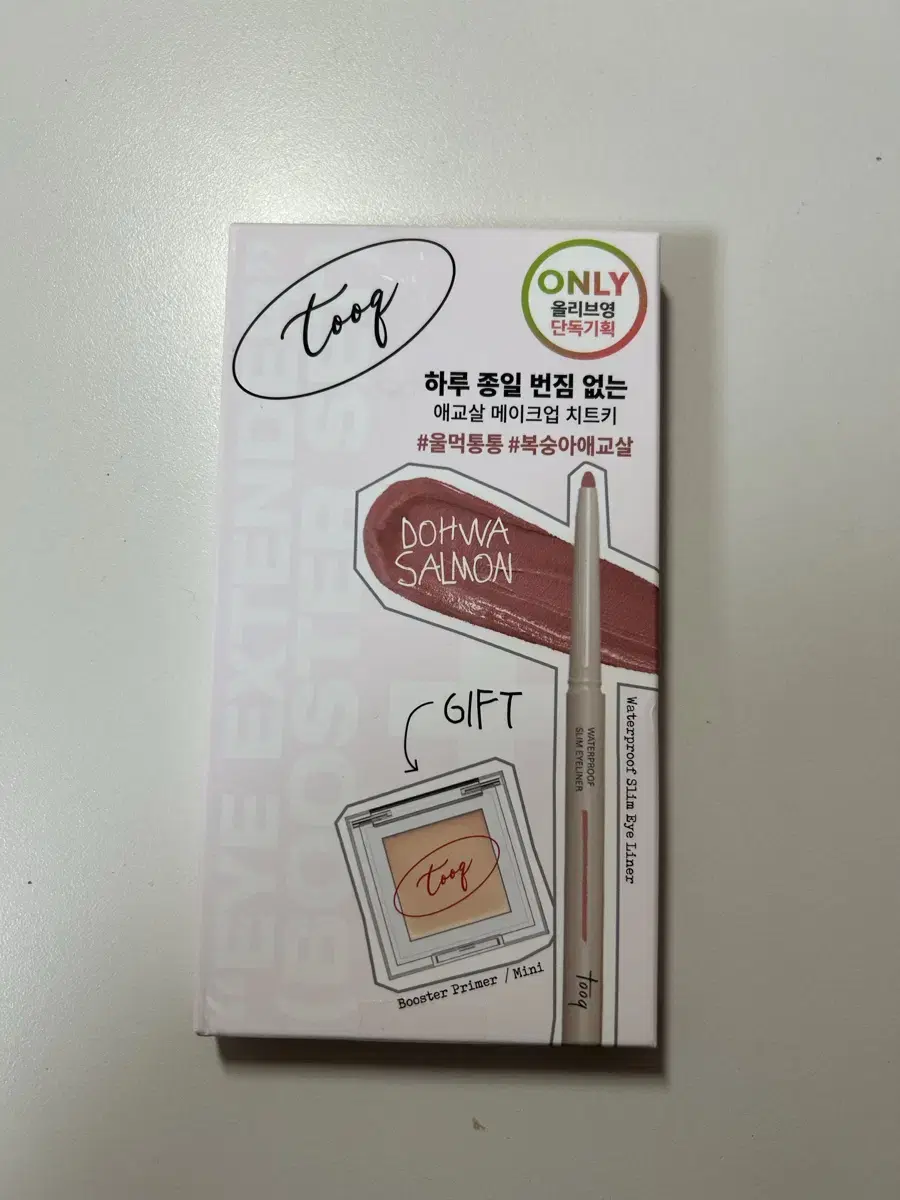 tooq
ONLY
올리브영
단독기획
하루 종일 번짐 없는
애교살 메이크업 치트키
#울먹통통 #복숭아애교살
DOHWA
SALMON
GIFT
WATERPROOF
SLIM EYELINER
Waterproof Slim Eye Liner
tooq
tooq
Booster Primer / Mini
EYE EXTENDER
BOOSTER